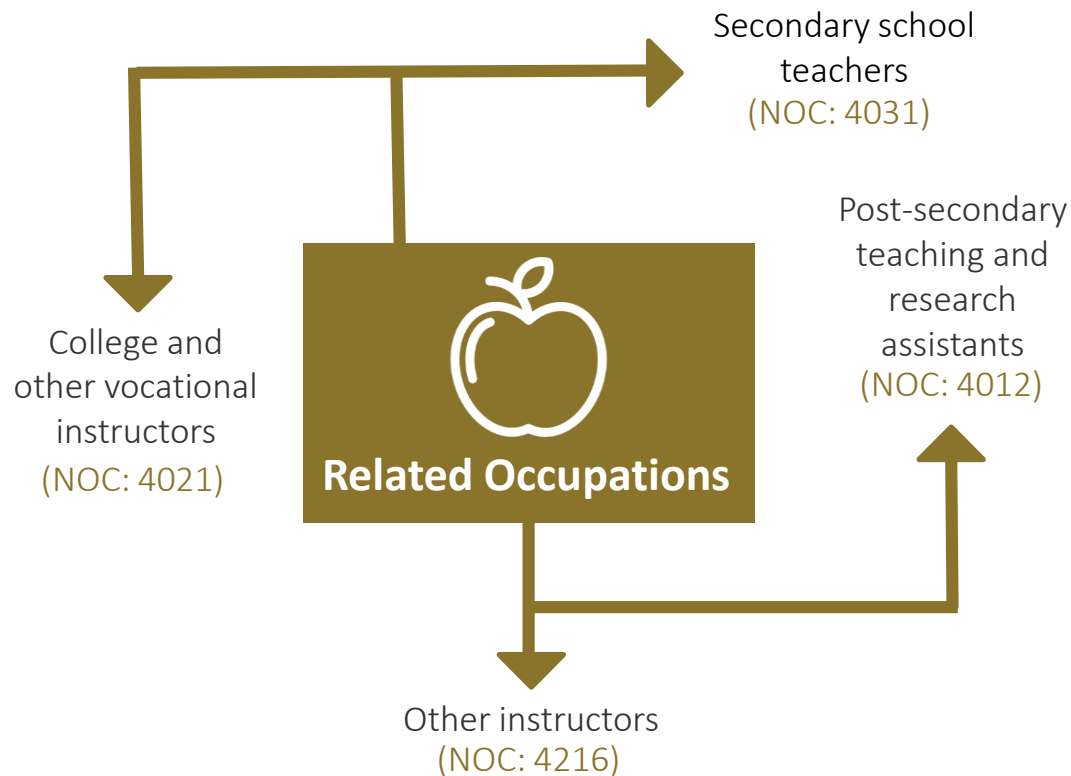 Secondary school
teachers
(NOC: 4031)
Post-secondary
teaching and
research
assistants
(NOC: 4012)
College and
other vocational
instructors
(NOC: 4021)
Related Occupations
Other instructors
(NOC: 4216)